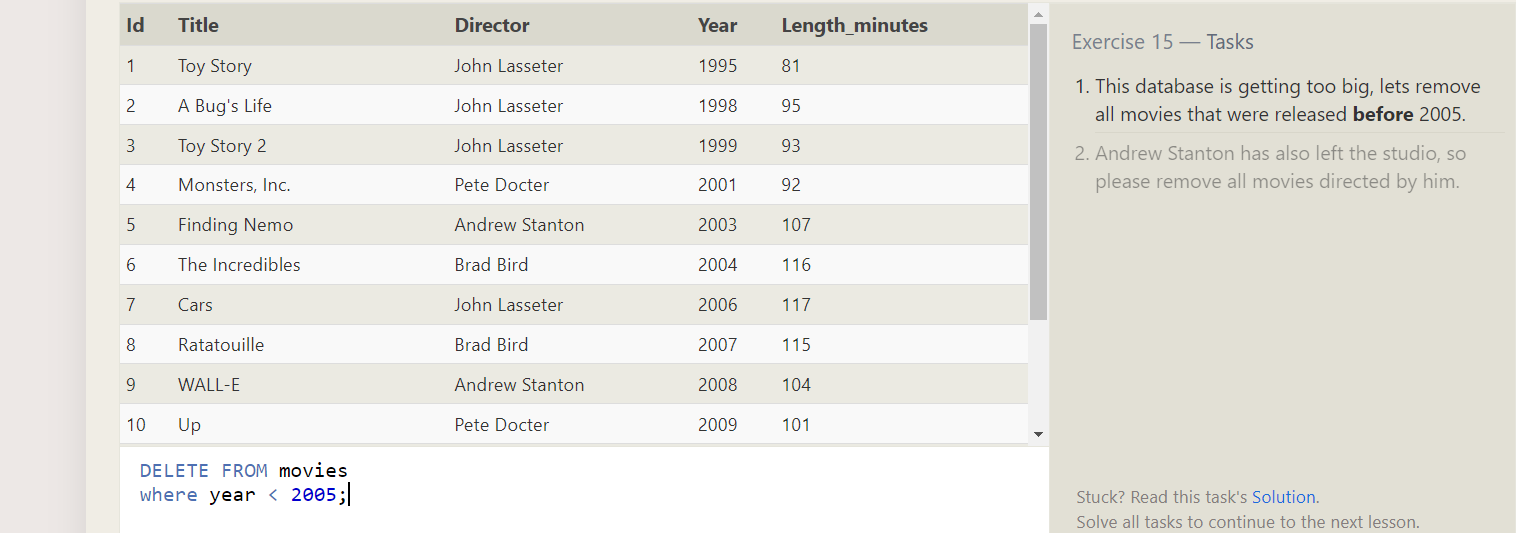 Id Title Director Year Length_minutes
1 Toy Story John Lasseter 1995 81
2 A Bug's Life John Lasseter 1998 95
3 Toy Story 2 John Lasseter 1999 93
4 Monsters, Inc. Pete Docter 2001 92
5 Finding Nemo Andrew Stanton 2003 107
6 The Incredibles Brad Bird 2004 116
7 Cars John Lasseter 2006 117
8 Ratatouille Brad Bird 2007 115
9 WALL-E Andrew Stanton 2008 104
10 Up Pete Docter 2009 101
DELETE FROM movies
where year < 2005;
Exercise 15 — Tasks
1. This database is getting too big, lets remove
all movies that were released before 2005.
2. Andrew Stanton has also left the studio, so
please remove all movies directed by him.
Stuck? Read this task's Solution.
Solve all tasks to continue to the next lesson.